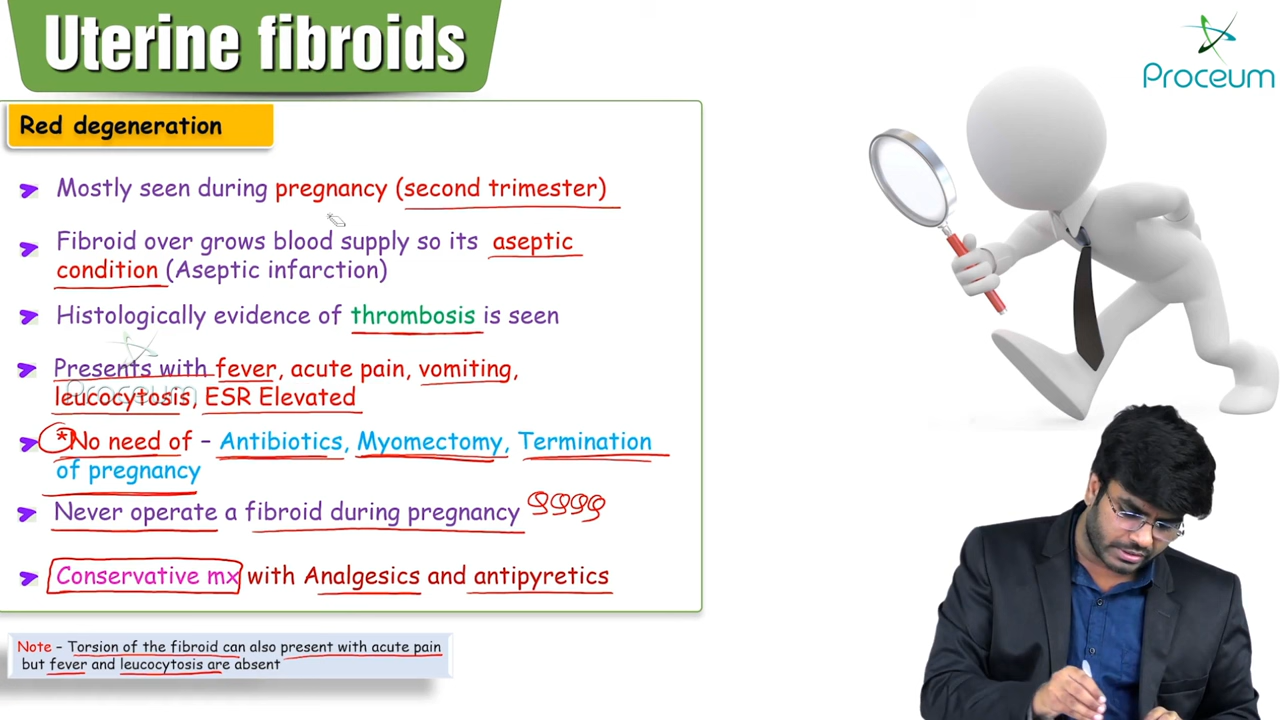 Uterine fibroids
Proceum
Red degeneration
Mostly seen during pregnancy (second trimester)
Fibroid over grows blood supply so its aseptic
condition (Aseptic infarction)
Histologically evidence of thrombosis is seen
Presents with fever, acute pain, vomiting,
leucocytosis, ESR Elevated
*No need of – Antibiotics, Myomectomy, Termination
of pregnancy
Never operate a fibroid during pregnancy
Conservative mx with Analgesics and antipyretics
Note – Torsion of the fibroid can also present with acute pain
but fever and leucocytosis are absent
Proceum